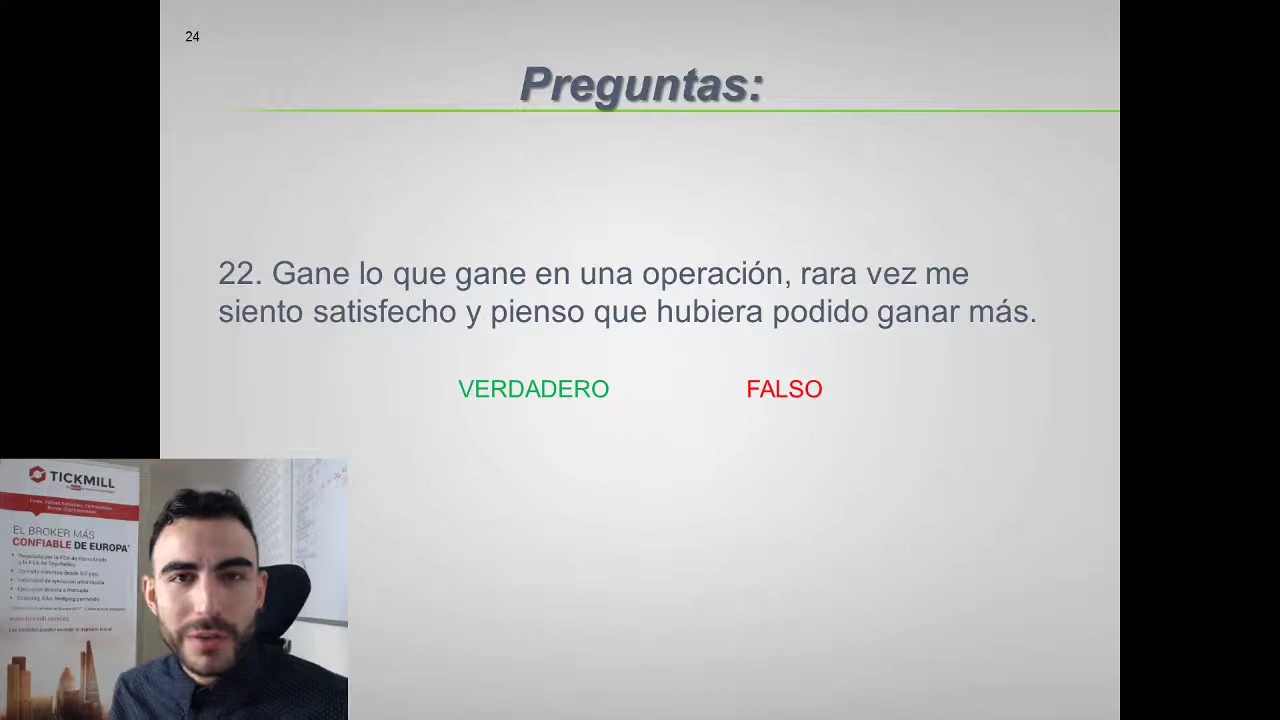 24
Preguntas:
22. Gane lo que gane en una operación, rara vez me
siento satisfecho y pienso que hubiera podido ganar más.
VERDADERO FALSO
TICKMILL
EL BROKER MÁS
CONFIABLE DE EUROPA*